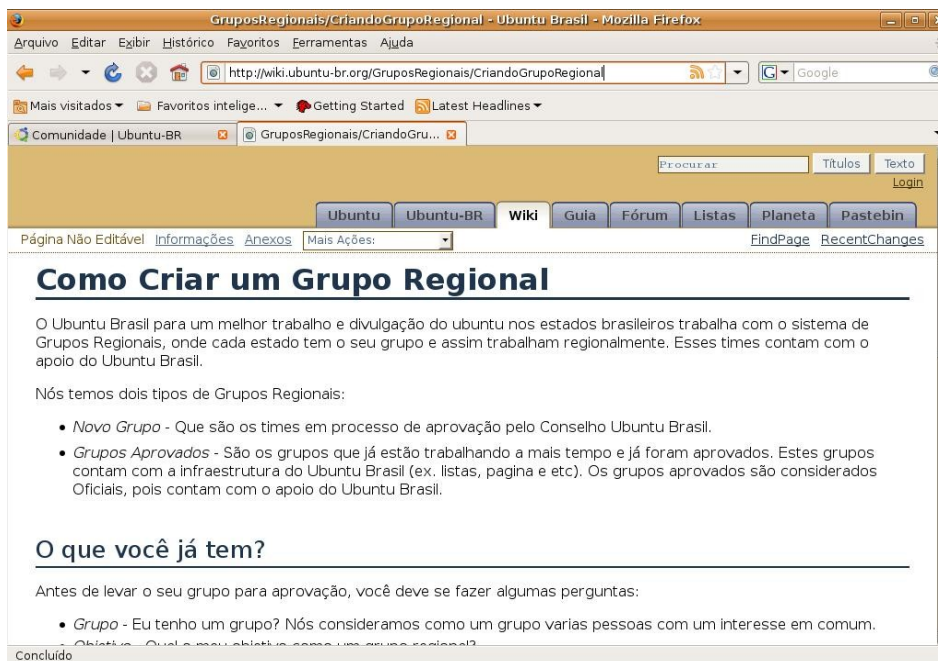 GruposRegionais/CriandoGrupoRegional - Ubuntu Brasil - Mozilla Firefox
Arquivo Editar Exibir Histórico Favoritos Ferramentas Ajuda
http://wiki.ubuntu-br.org/GruposRegionais/CriandoGrupoRegional G Google
Mais visitados Favoritos intelige... Getting Started Latest Headlines
Comunidade | Ubuntu-BR GruposRegionais/CriandoGru...
Procurar Títulos Texto
Login
Ubuntu Ubuntu-BR Wiki Guia Fórum Listas Planeta Pastebin
Página Não Editável Informações Anexos Mais Ações: FindPage RecentChanges
Como Criar um Grupo Regional
O Ubuntu Brasil para um melhor trabalho e divulgação do ubuntu nos estados brasileiros trabalha com o sistema de
Grupos Regionais, onde cada estado tem o seu grupo e assim trabalham regionalmente. Esses times contam com o
apoio do Ubuntu Brasil.
Nós temos dois tipos de Grupos Regionais:
• Novo Grupo - Que são os times em processo de aprovação pelo Conselho Ubuntu Brasil.
• Grupos Aprovados - São os grupos que já estão trabalhando a mais tempo e já foram aprovados. Estes grupos
contam com a infraestrutura do Ubuntu Brasil (ex. listas, pagina e etc). Os grupos aprovados são considerados
Oficiais, pois contam com o apoio do Ubuntu Brasil.
O que você já tem?
Antes de levar o seu grupo para aprovação, você deve se fazer algumas perguntas:
• Grupo - Eu tenho um grupo? Nós consideramos como um grupo varias pessoas com um interesse em comum.
• Objetivo - Qual o meu objetivo como um grupo regional?
Concluído